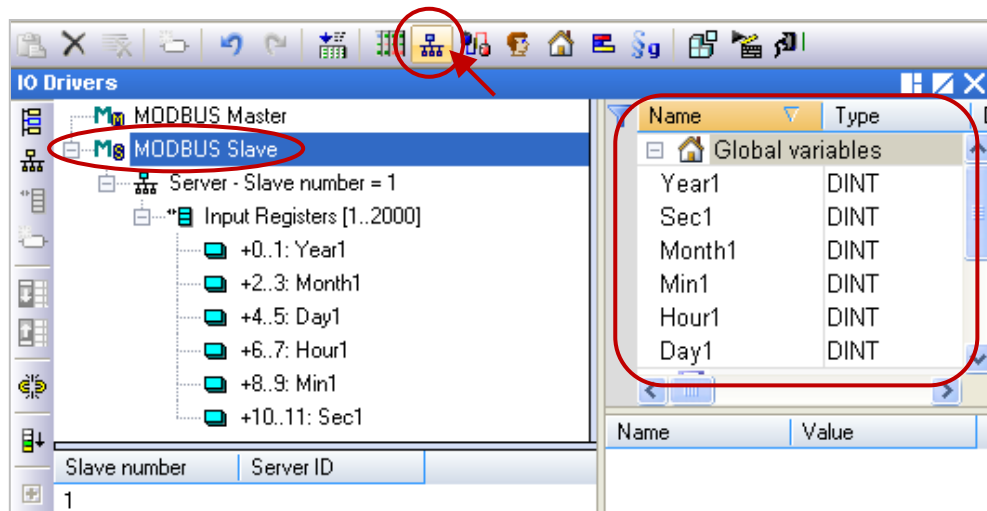 IO Drivers
MODBUS Master
MODBUS Slave
Server - Slave number = 1
Input Registers [1..2000]
+0..1: Year1
+2..3: Month1
+4..5: Day1
+6..7: Hour1
+8..9: Min1
+10..11: Sec1
Slave number Server ID
1
Name Type
Global variables
Year1 DINT
Sec1 DINT
Month1 DINT
Min1 DINT
Hour1 DINT
Day1 DINT
Name Value